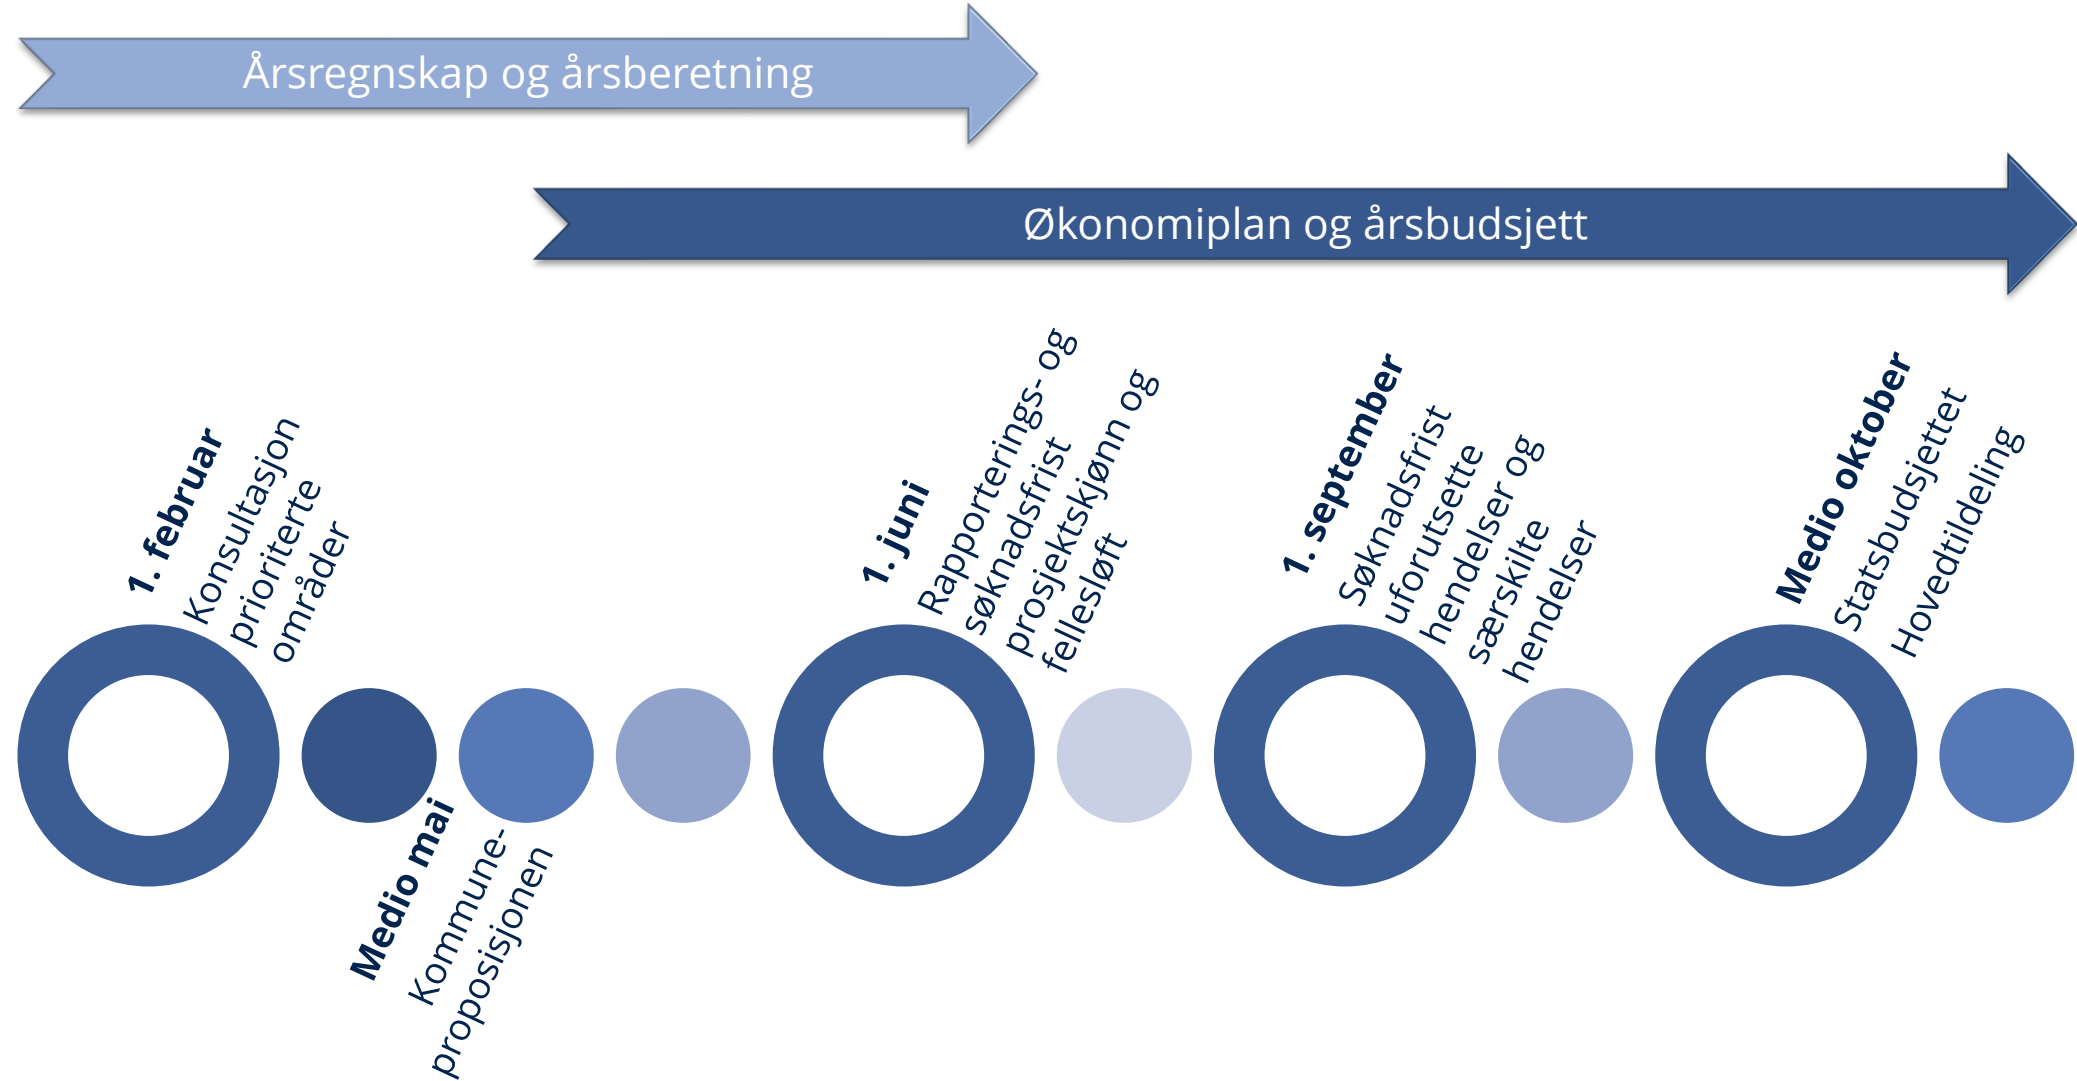 Årsregnskap og årsberetning
Økonomiplan og årsbudsjett
1. februar
Konsultasjon
prioriterte
områder
Medio mai
Kommune-
proposisjonen
1. juni
Rapporterings- og
søknadsfrist
prosjektskjønn og
fellesløft
1. september
Søknadsfrist
uforutsette
hendelser og
særskilte
hendelser
Medio oktober
Statsbudsjettet
Hovedtildeling